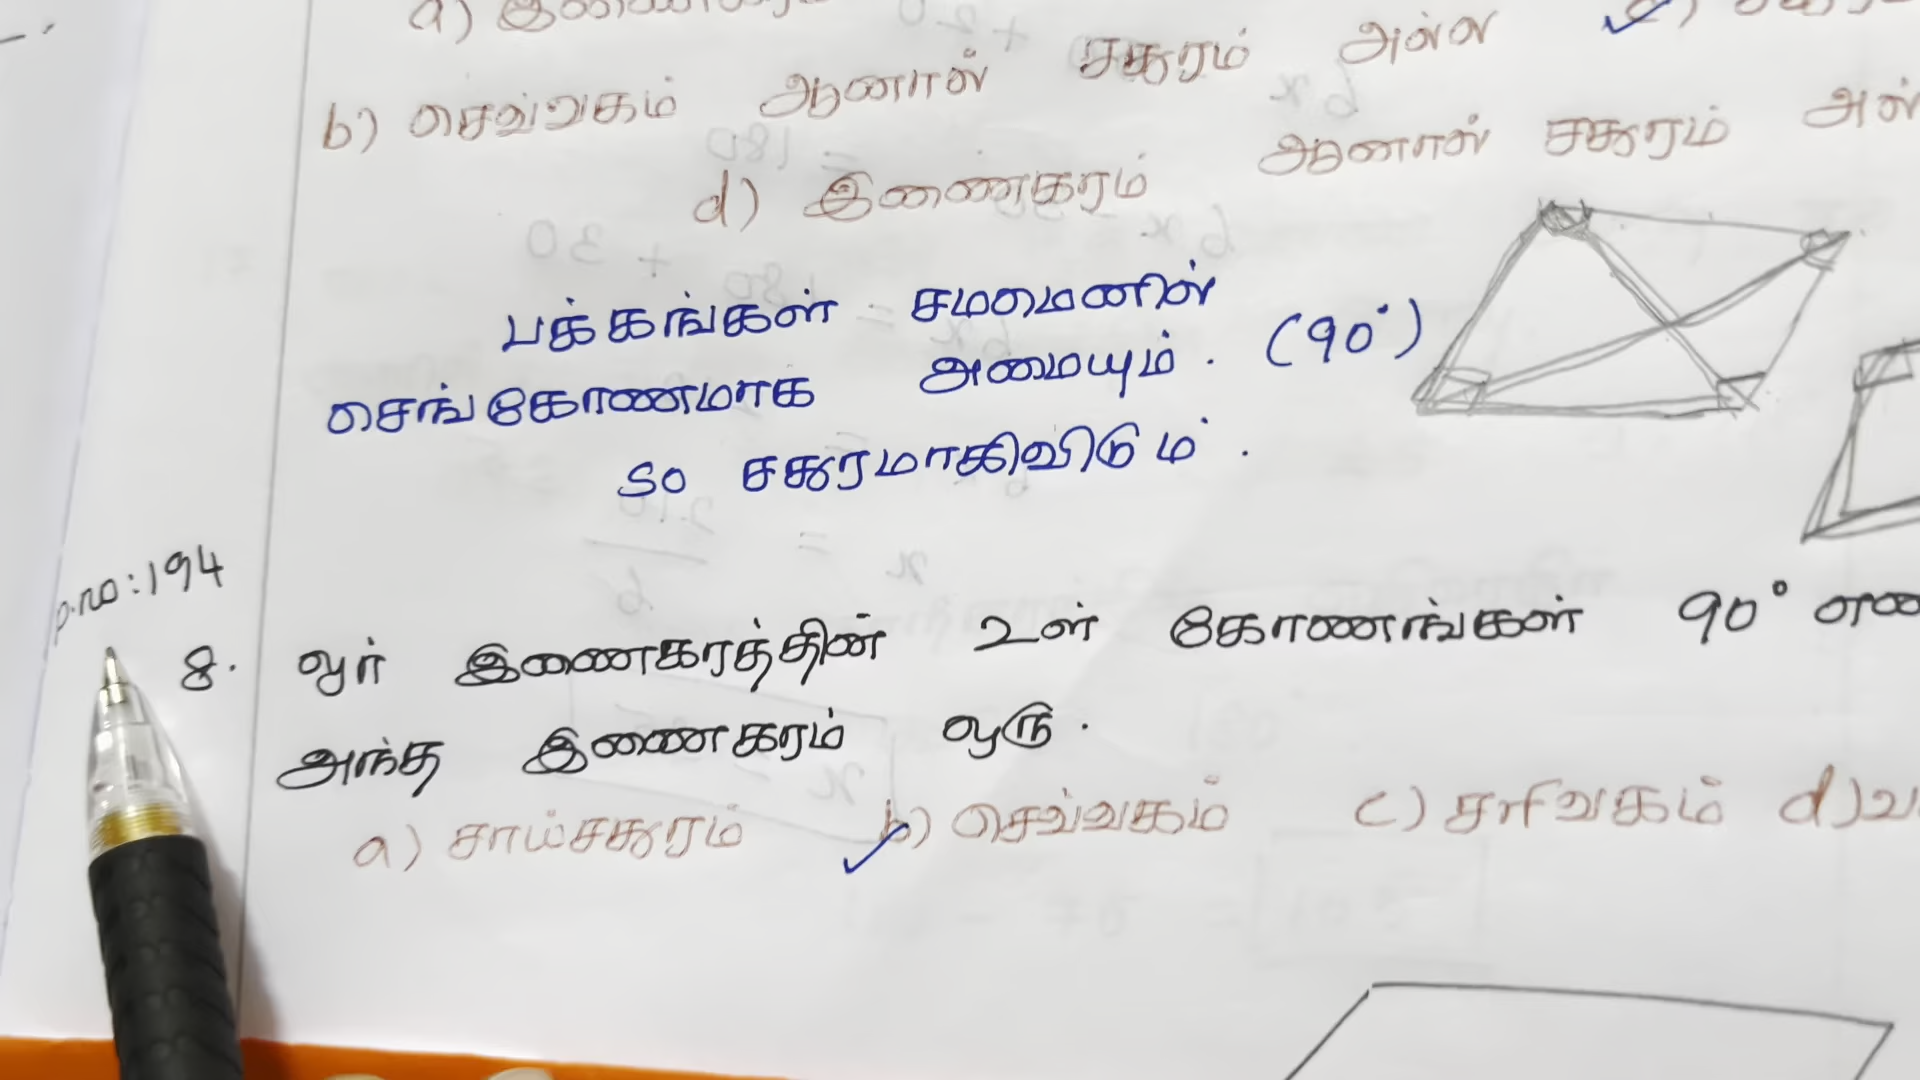 a) இணைகரம்
b) செவ்வகம் ஆனால் சதுரம் அல்ல
d) இணைகரம் ஆனால் சதுரம் அல்
பக்கங்கள் சமமெனின்
செங்கோணமாக அமையும். (90°)
so சதுரமாகிவிடும்.
p.no:194
8. ஓர் இணைகரத்தின் உள் கோணங்கள் 90°
அந்த இணைகரம் ஒரு.
a) சாய்சதுரம் b) செவ்வகம் c) சரிவகம் d)